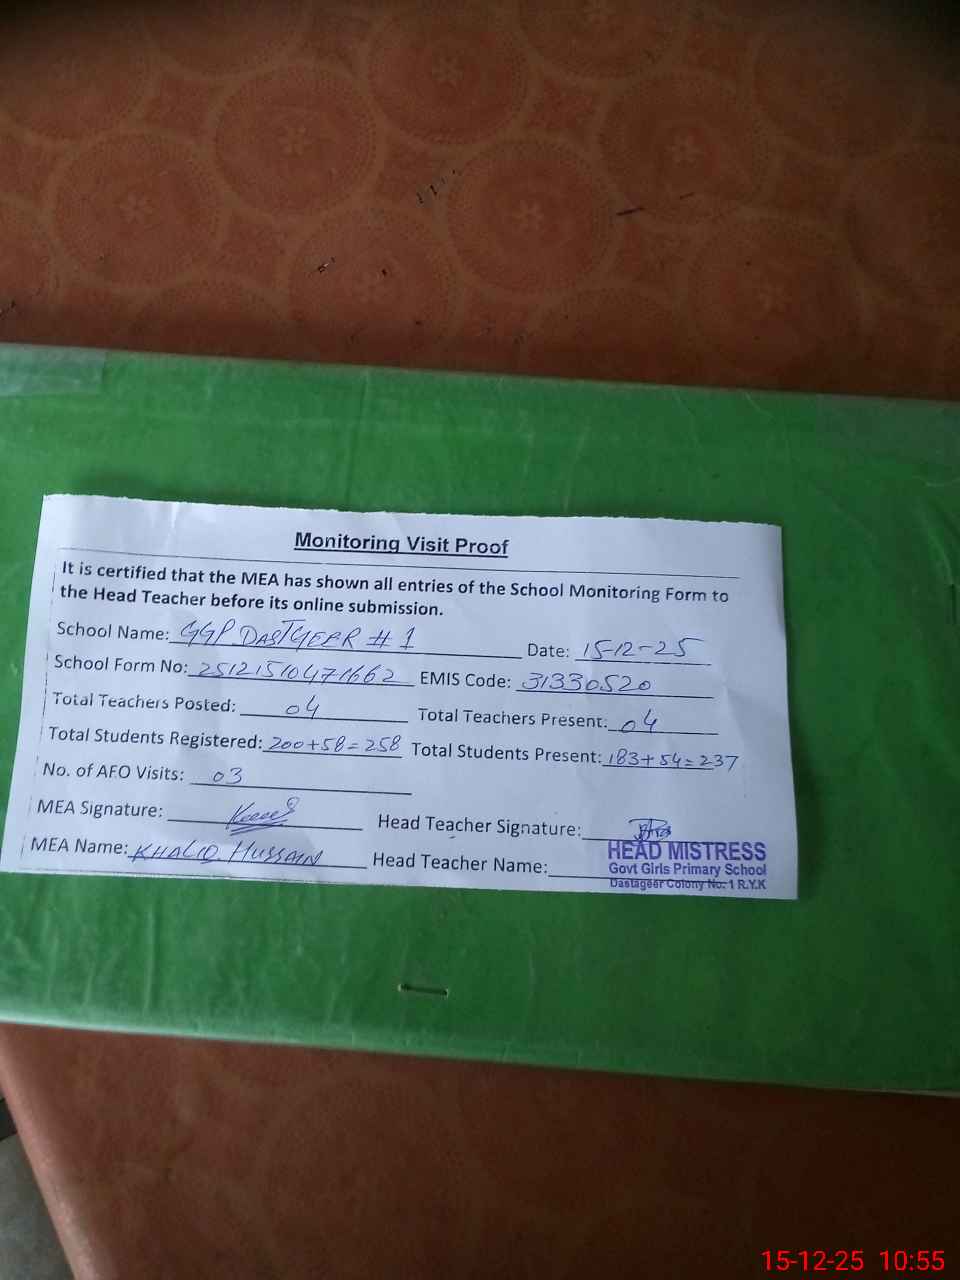 Monitoring Visit Proof
It is certified that the MEA has shown all entries of the School Monitoring Form to
the Head Teacher before its online submission.
School Name: GGP DASTGEER # 1 Date: 15-12-25
School Form No: 25121510471662 EMIS Code: 31330520
Total Teachers Posted: 04 Total Teachers Present: 04
Total Students Registered: 200+58=258 Total Students Present: 183+54=237
No. of AFO Visits: 03
MEA Signature: Head Teacher Signature:
MEA Name: KHALID HUSSAIN Head Teacher Name:
HEAD MISTRESS
Govt Girls Primary School
Dastageer Colony No. 1 R.Y.K
15-12-25 10:55